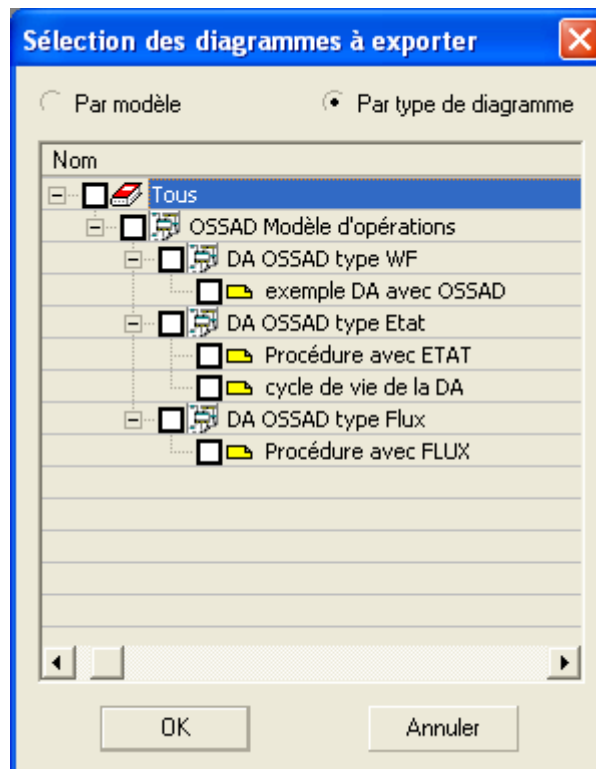 Sélection des diagrammes à exporter
Par modèle Par type de diagramme
Nom
Tous
OSSAD Modèle d'opérations
DA OSSAD type WF
exemple DA avec OSSAD
DA OSSAD type Etat
Procédure avec ETAT
cycle de vie de la DA
DA OSSAD type Flux
Procédure avec FLUX
OK Annuler